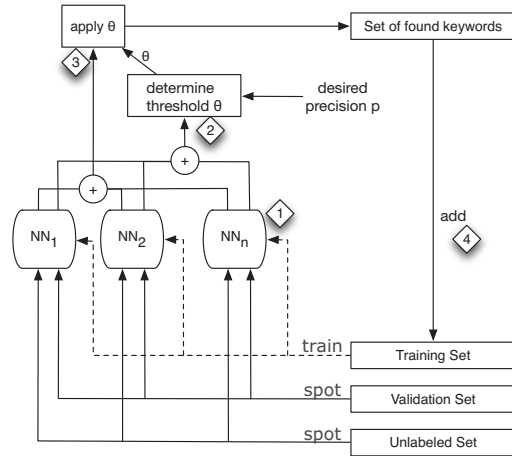 apply θ
Set of found keywords
3
θ
determine
threshold θ
desired
precision p
2
+
+
1
NN1
NN2
NNn
add
4
train
Training Set
spot
Validation Set
spot
Unlabeled Set